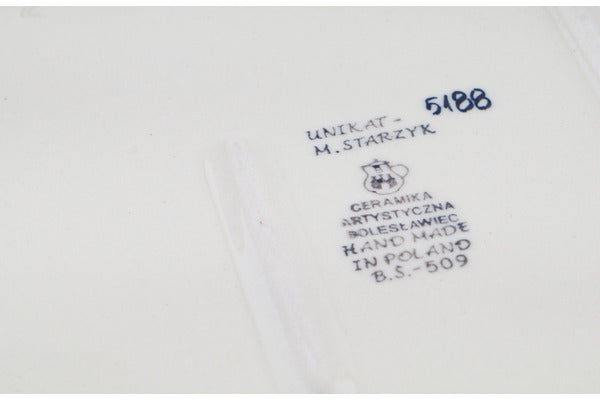 5188
UNIKAT-
M. STARZYK
CERAMIKA
ARTYSTYCZNA
BOLESŁAWIEC
HAND MADE
IN POLAND
B.Ś.-509